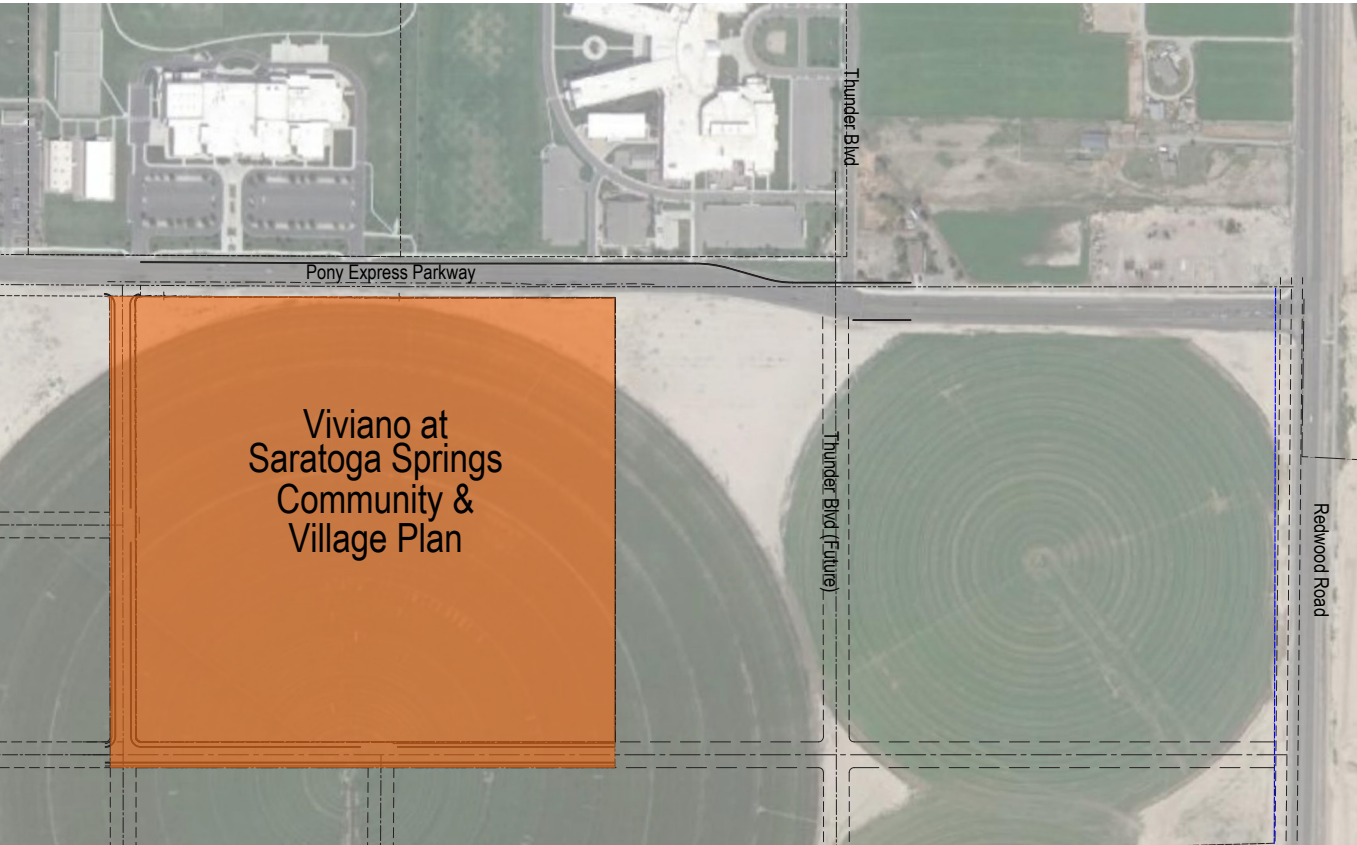 Thunder Blvd
Pony Express Parkway
Viviano at
Saratoga Springs
Community &
Village Plan
Thunder Blvd (Future)
Redwood Road